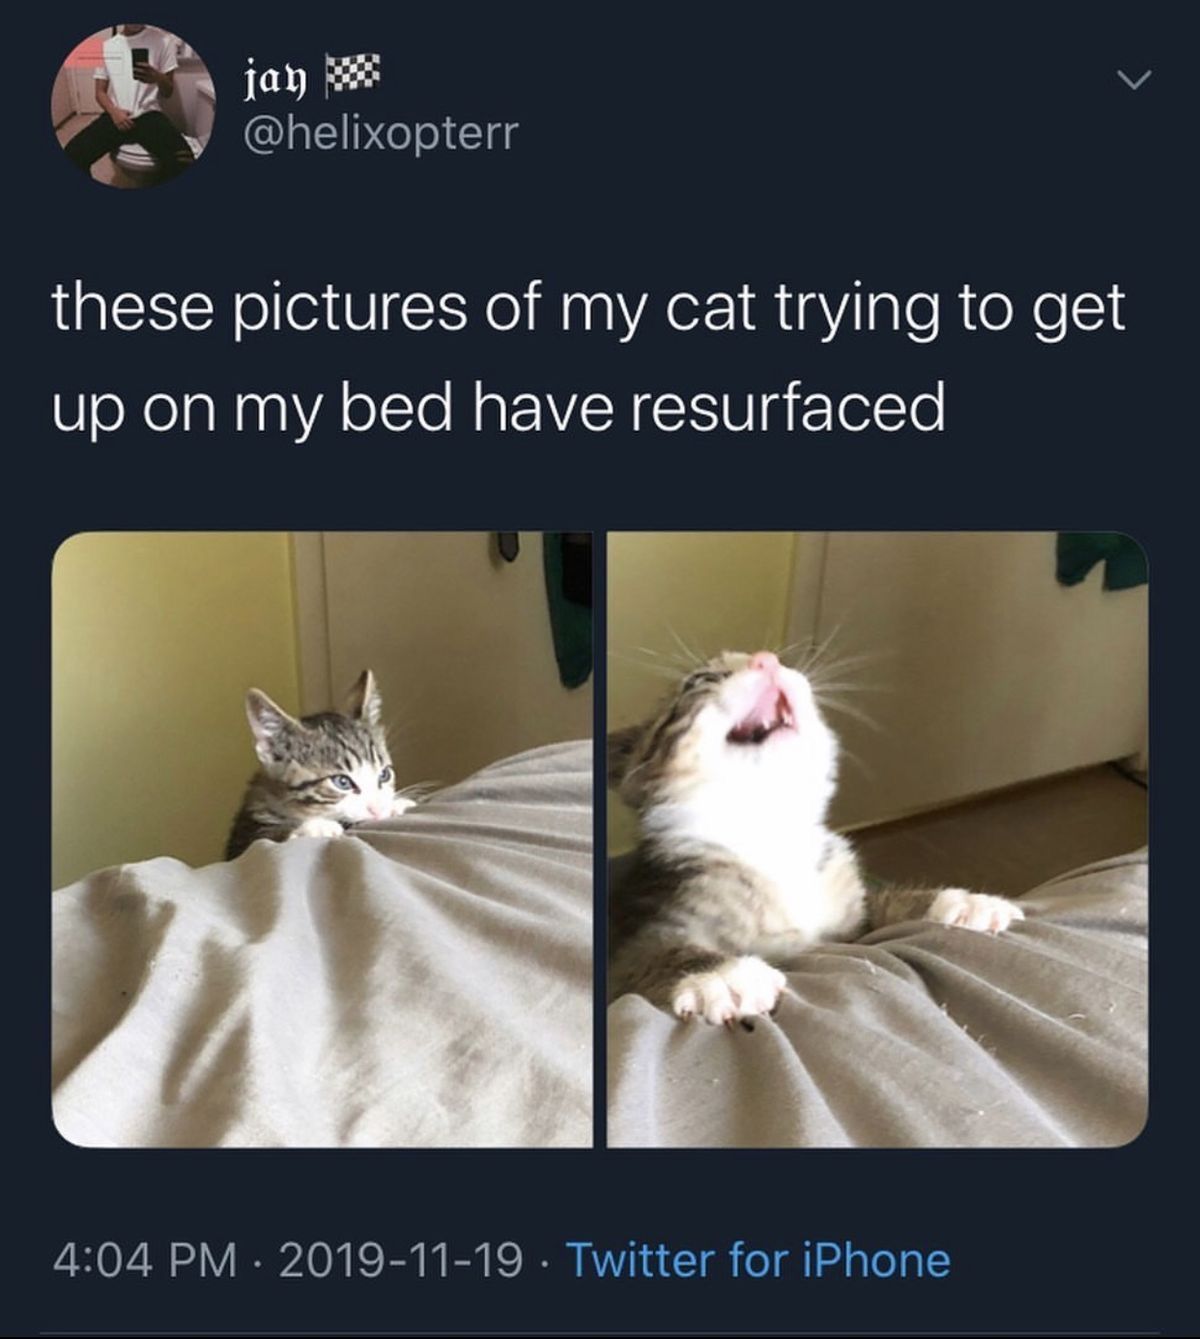 jay 🏁
@helixopterr
these pictures of my cat trying to get
up on my bed have resurfaced
4:04 PM · 2019-11-19 · Twitter for iPhone